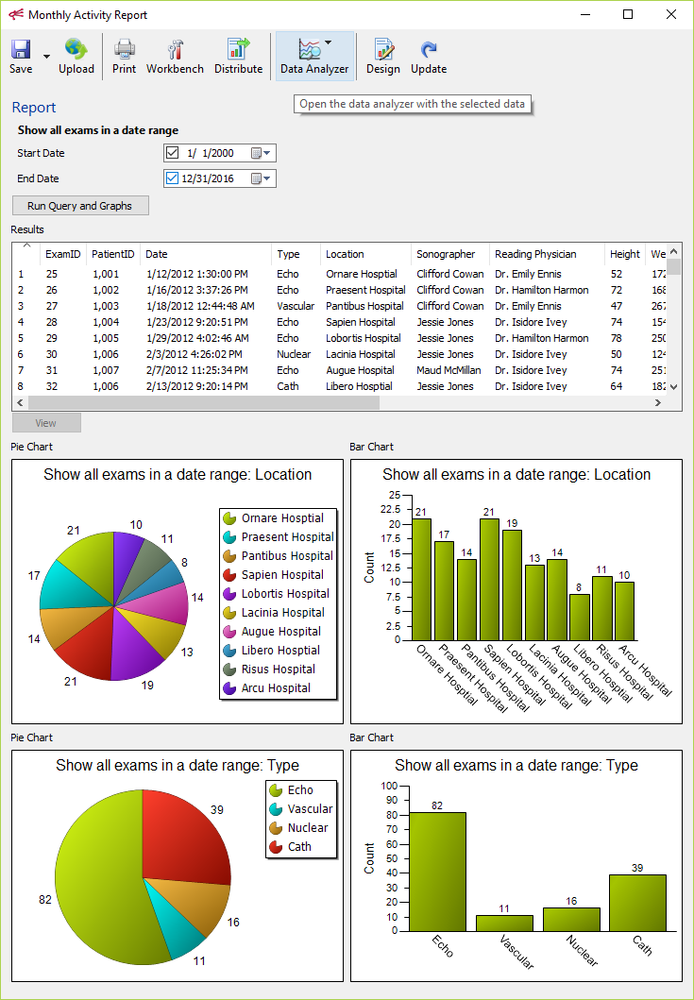 Monthly Activity Report
Save Upload Print Workbench Distribute Data Analyzer Design Update
Open the data analyzer with the selected data
Report
Show all exams in a date range
Start Date 1/ 1/2000
End Date 12/31/2016
Run Query and Graphs
Results
ExamID PatientID Date Type Location Sonographer Reading Physician Height We
1 25 1,001 1/12/2012 1:30:00 PM Echo Ornare Hosptial Clifford Cowan Dr. Emily Ennis 52 172
2 26 1,002 1/16/2012 3:37:26 PM Echo Praesent Hospital Clifford Cowan Dr. Hamilton Harmon 72 168
3 27 1,003 1/18/2012 12:44:48 AM Vascular Pantibus Hospital Clifford Cowan Dr. Emily Ennis 47 267
4 28 1,004 1/23/2012 9:20:51 PM Echo Sapien Hospital Jessie Jones Dr. Isidore Ivey 74 154
5 29 1,005 1/29/2012 4:02:46 AM Echo Lobortis Hospital Jessie Jones Dr. Hamilton Harmon 78 250
6 30 1,006 2/3/2012 4:26:02 PM Nuclear Lacinia Hospital Jessie Jones Dr. Isidore Ivey 50 124
7 31 1,007 2/7/2012 11:25:34 PM Echo Augue Hospital Maud McMillan Dr. Isidore Ivey 74 251
8 32 1,006 2/13/2012 9:20:14 PM Cath Libero Hosptial Jessie Jones Dr. Isidore Ivey 64 182
View
Pie Chart
Show all exams in a date range: Location
10
11
8
14
13
19
21
14
17
21
Ornare Hosptial
Praesent Hospital
Pantibus Hospital
Sapien Hospital
Lobortis Hospital
Lacinia Hospital
Augue Hospital
Libero Hosptial
Risus Hospital
Arcu Hospital
Bar Chart
Show all exams in a date range: Location
Count
25
22.5
20
17.5
15
12.5
10
7.5
5
2.5
0
21 17 14 21 19 13 14 8 11 10
Ornare Hosptial
Praesent Hospital
Pantibus Hospital
Sapien Hospital
Lobortis Hospital
Lacinia Hospital
Augue Hospital
Libero Hosptial
Risus Hospital
Arcu Hospital
Pie Chart
Show all exams in a date range: Type
39
16
11
82
Echo
Vascular
Nuclear
Cath
Bar Chart
Show all exams in a date range: Type
Count
100
90
80
70
60
50
40
30
20
10
0
82 11 16 39
Echo
Vascular
Nuclear
Cath